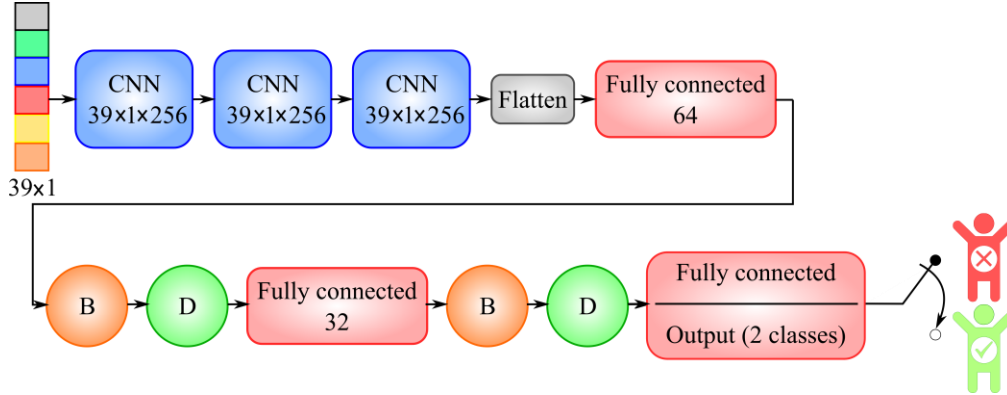 CNN
39×1×256
CNN
39×1×256
CNN
39×1×256
Flatten
Fully connected
64
39×1
B
D
Fully connected
32
B
D
Fully connected
Output (2 classes)